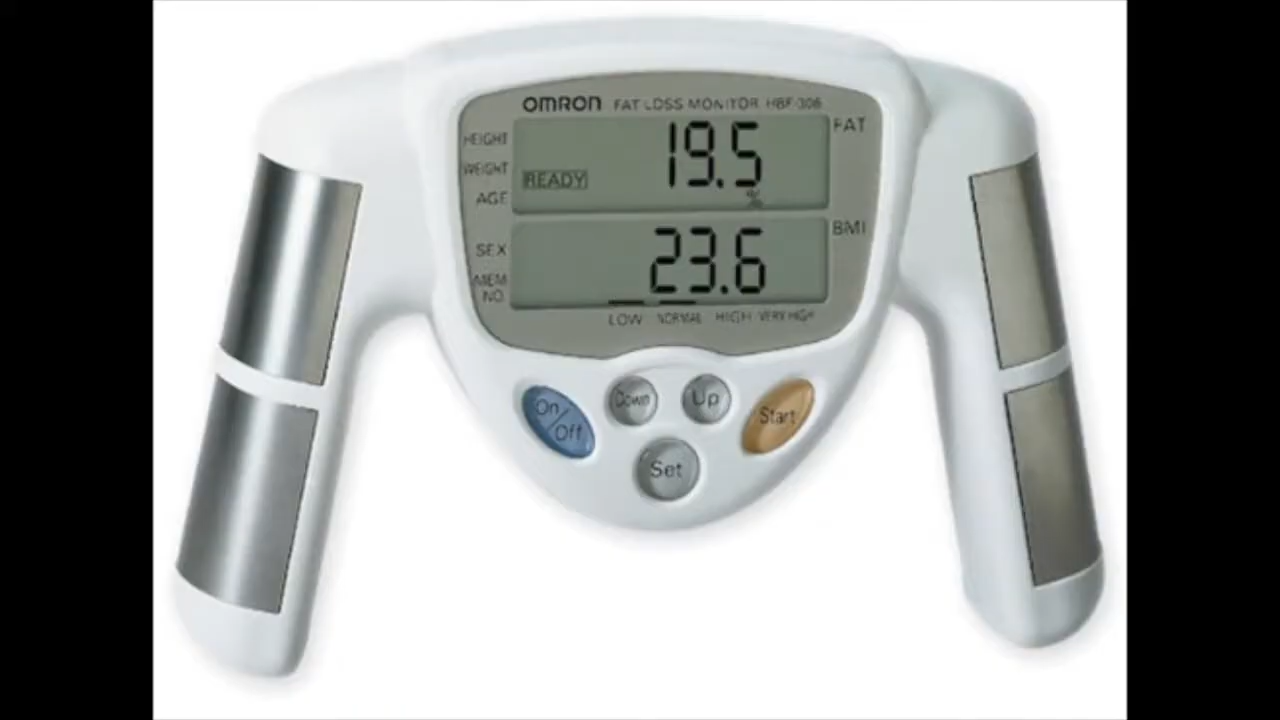 OMRON FAT LOSS MONITOR HBF-306
HEIGHT
WEIGHT
AGE
READY
19.5
%
FAT
SEX
MEM
NO.
23.6
BMI
LOW NORMAL HIGH VERY HIGH
On/Off
Down
Up
Start
Set